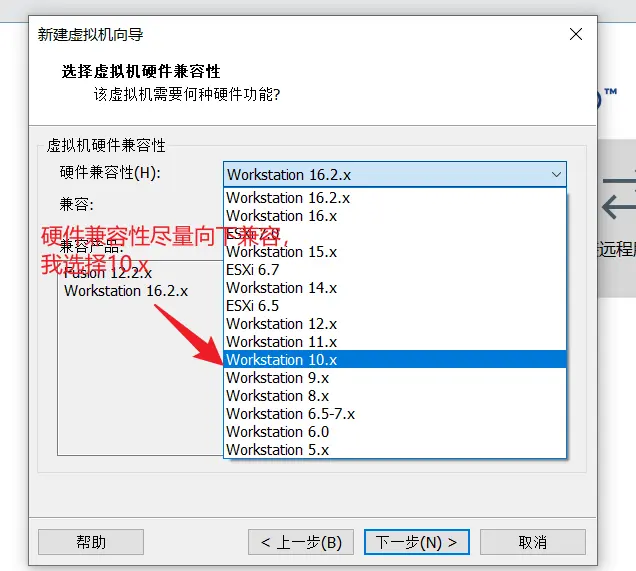 新建虚拟机向导
选择虚拟机硬件兼容性
该虚拟机需要何种硬件功能?
™
虚拟机硬件兼容性
硬件兼容性(H):
Workstation 16.2.x
Workstation 16.2.x
Workstation 16.x
ESXi 7.0
Workstation 15.x
ESXi 6.7
Workstation 14.x
ESXi 6.5
Workstation 12.x
Workstation 11.x
Workstation 10.x
Workstation 9.x
Workstation 8.x
Workstation 6.5-7.x
Workstation 6.0
Workstation 5.x
兼容:
硬件兼容性尽量向下兼容,
我选择10.x
兼容产品:
Fusion 12.2.x
Workstation 16.2.x
远程
帮助
< 上一步(B)
下一步(N) >
取消